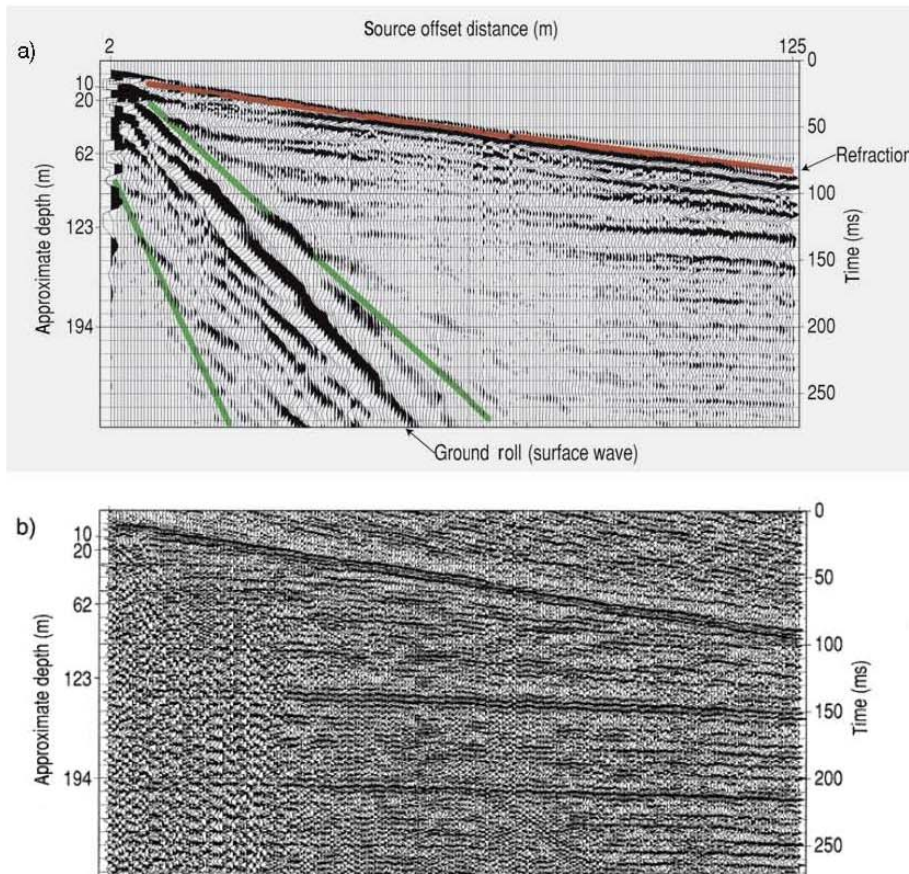 a)
Source offset distance (m)
2
125
0
10
20
62
123
194
Approximate depth (m)
50
100
150
200
250
Time (ms)
Refraction
Ground roll (surface wave)
b)
0
10
20
62
123
194
Approximate depth (m)
50
100
150
200
250
Time (ms)